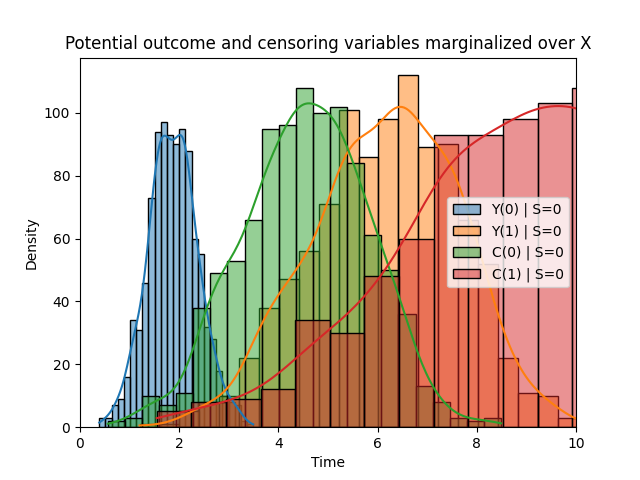 Potential outcome and censoring variables marginalized over X
Density
100
80
60
40
20
0
Y(0) | S=0
Y(1) | S=0
C(0) | S=0
C(1) | S=0
0 2 4 6 8 10
Time